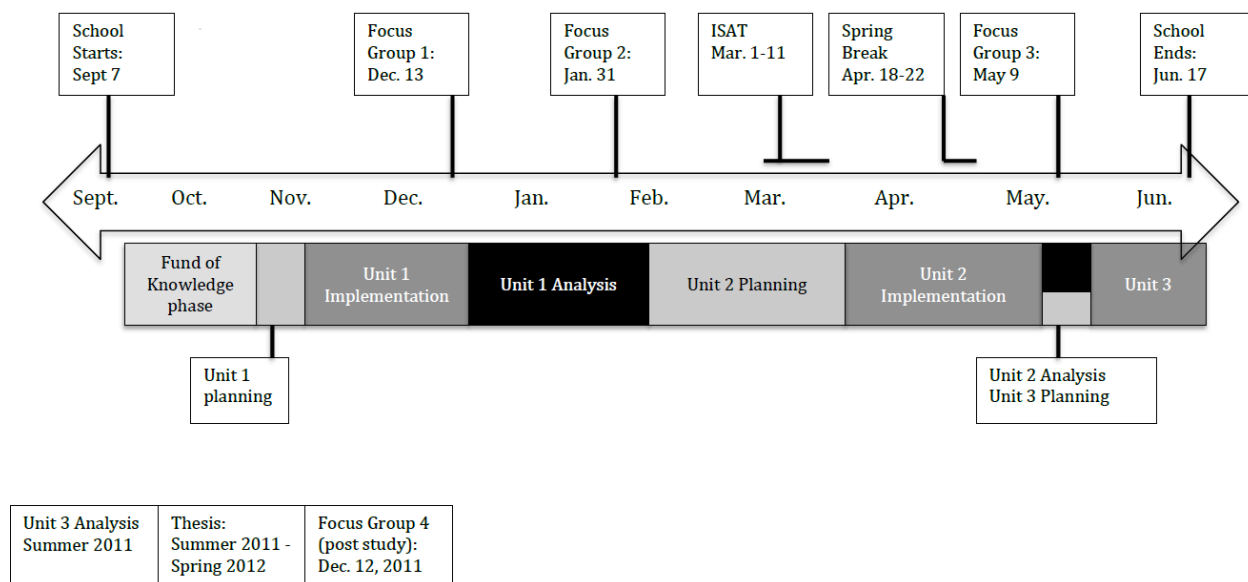 School
Starts:
Sept 7
Focus
Group 1:
Dec. 13
Focus
Group 2:
Jan. 31
ISAT
Mar. 1-11
Spring
Break
Apr. 18-22
Focus
Group 3:
May 9
School
Ends:
Jun. 17
Sept. Oct. Nov. Dec. Jan. Feb. Mar. Apr. May. Jun.
Fund of
Knowledge
phase
Unit 1
Implementation
Unit 1 Analysis
Unit 2 Planning
Unit 2
Implementation
Unit 3
Unit 1
planning
Unit 2 Analysis
Unit 3 Planning
Unit 3 Analysis
Summer 2011
Thesis:
Summer 2011 -
Spring 2012
Focus Group 4
(post study):
Dec. 12, 2011